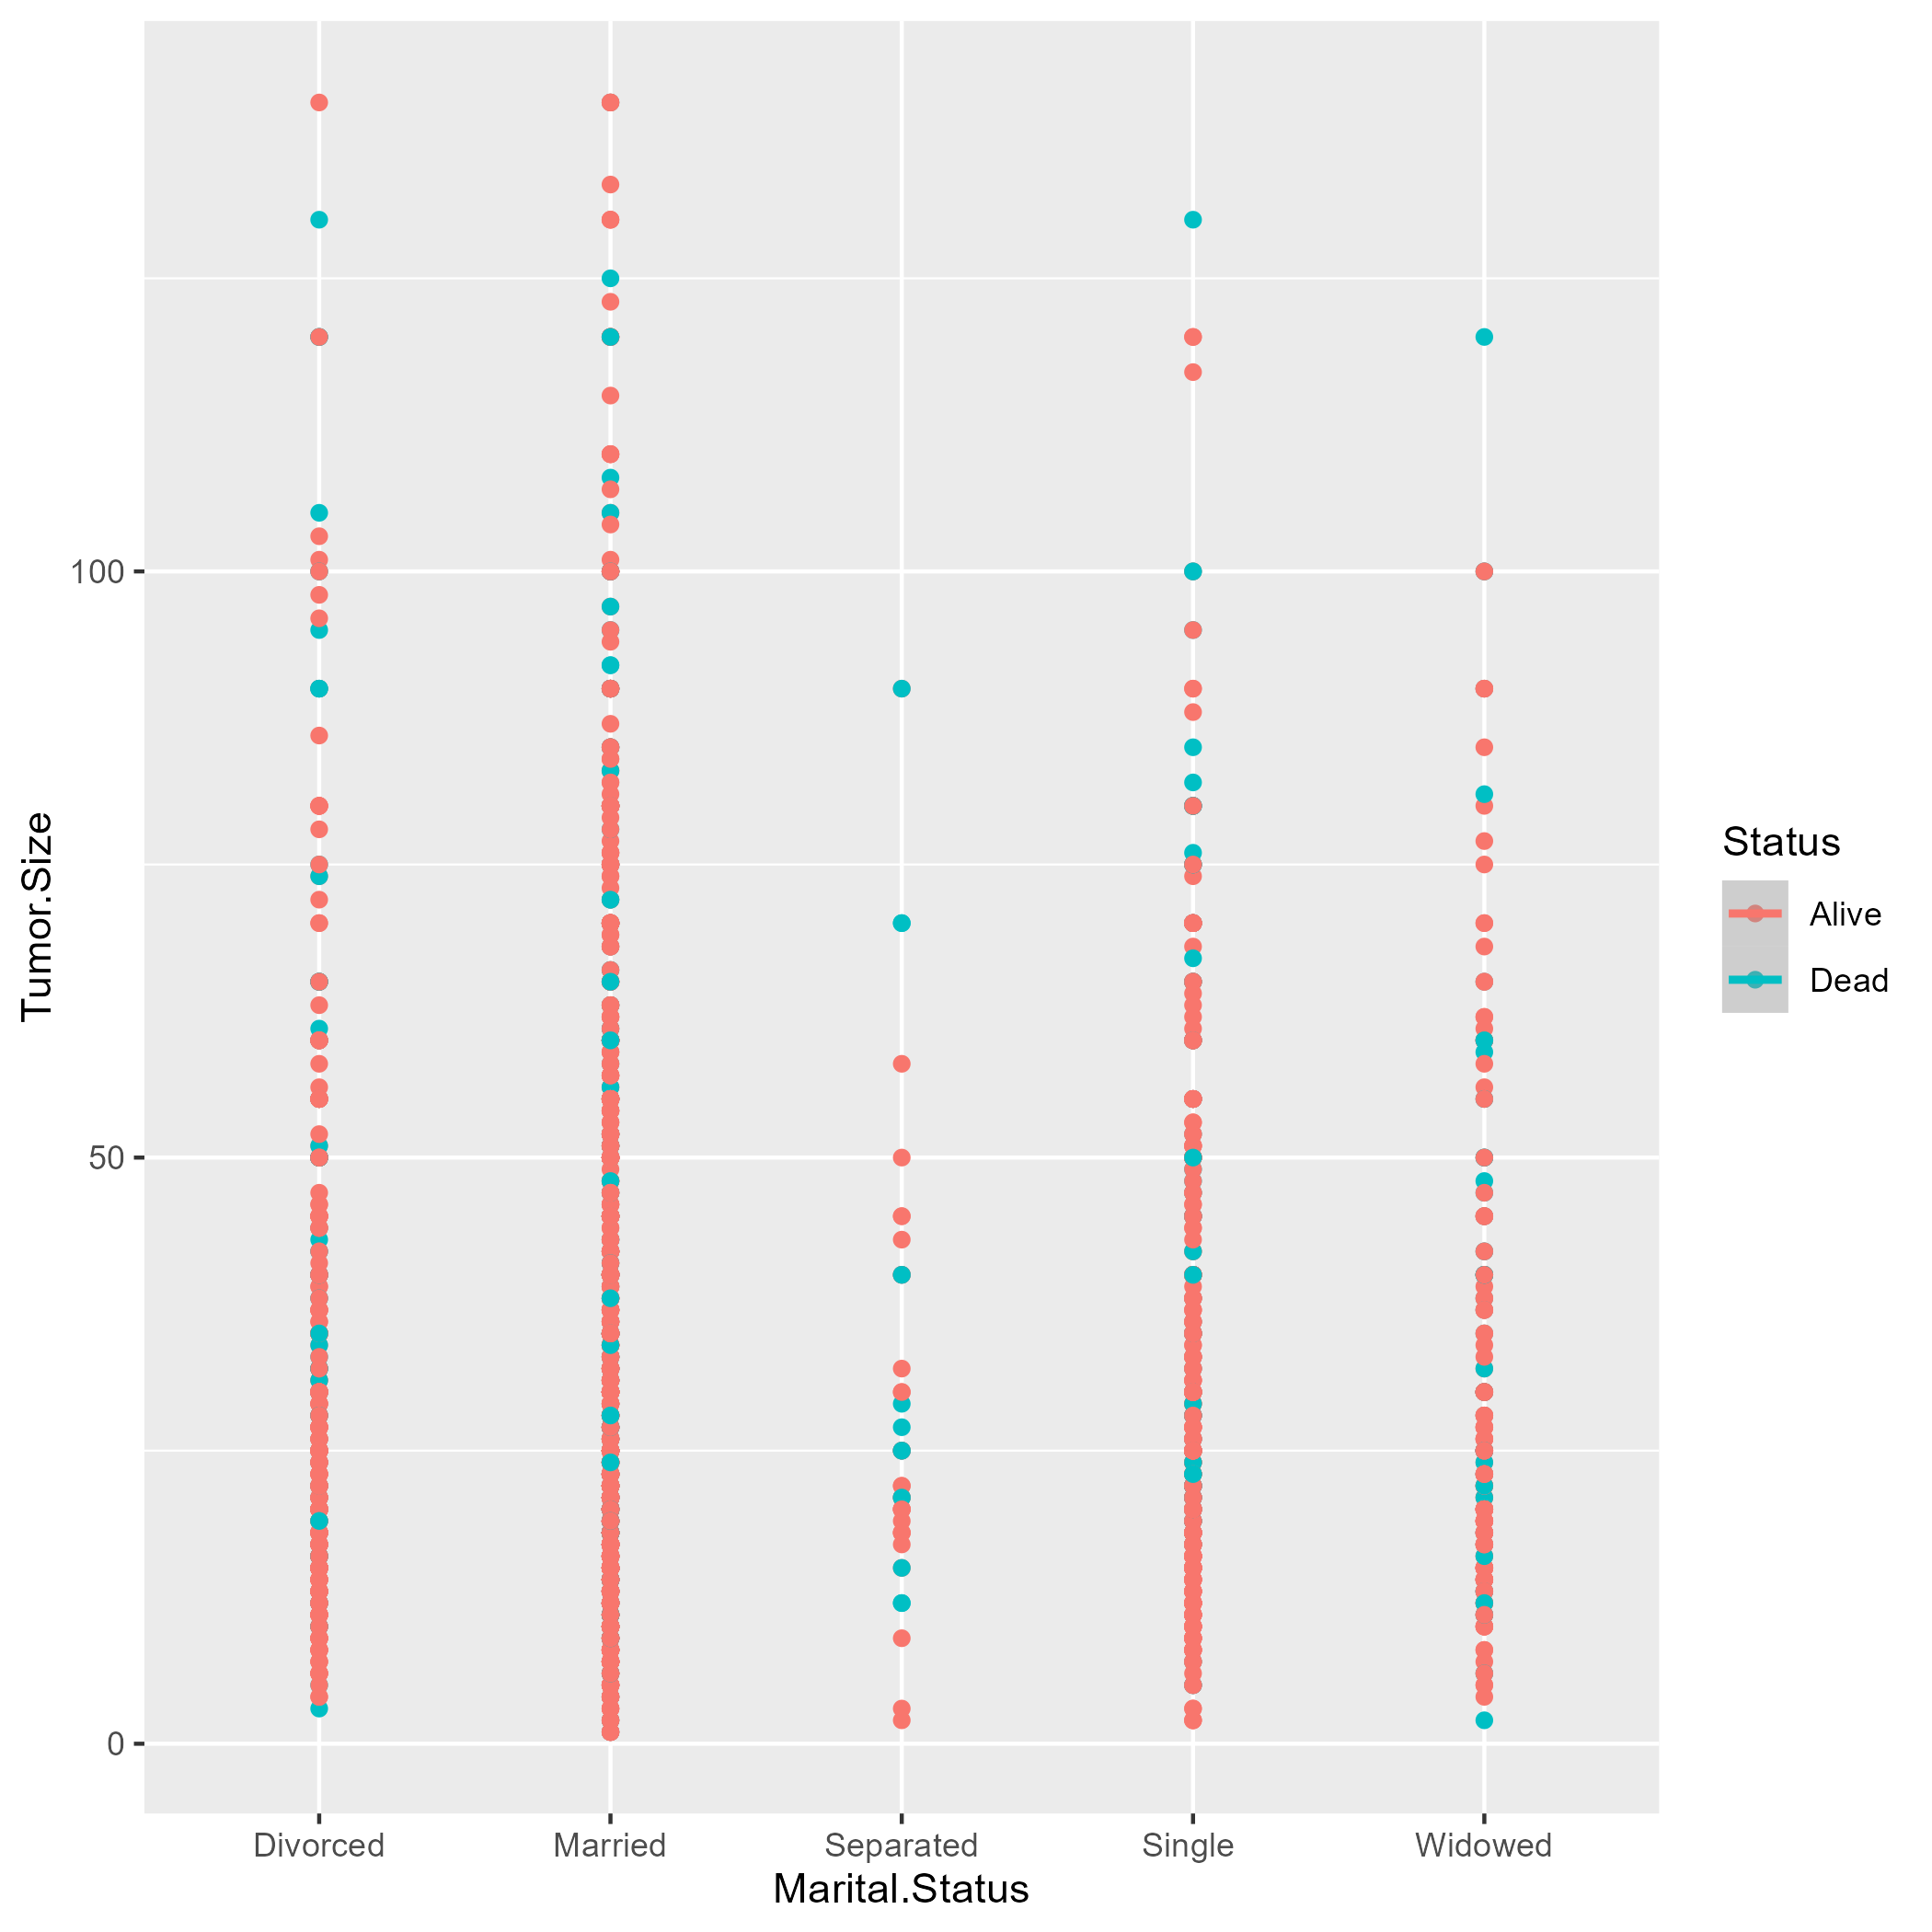 100
50
0
Tumor.Size
Divorced
Married
Separated
Single
Widowed
Marital.Status
Status
Alive
Dead